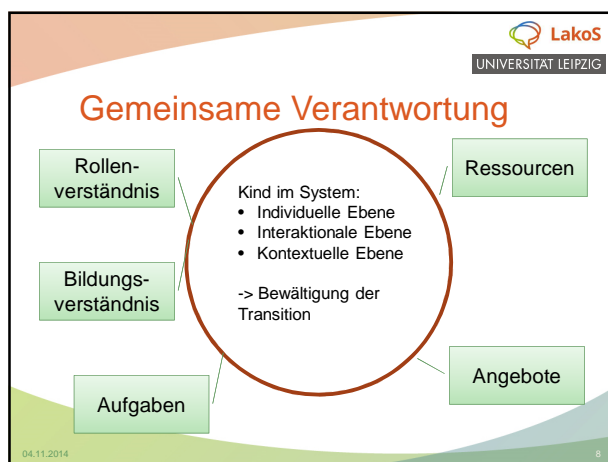 LakoS
UNIVERSITÄT LEIPZIG
Gemeinsame Verantwortung
Rollen-
verständnis
Bildungs-
verständnis
Aufgaben
Kind im System:
• Individuelle Ebene
• Interaktionale Ebene
• Kontextuelle Ebene
-> Bewältigung der
Transition
Ressourcen
Angebote
04.11.2014
8